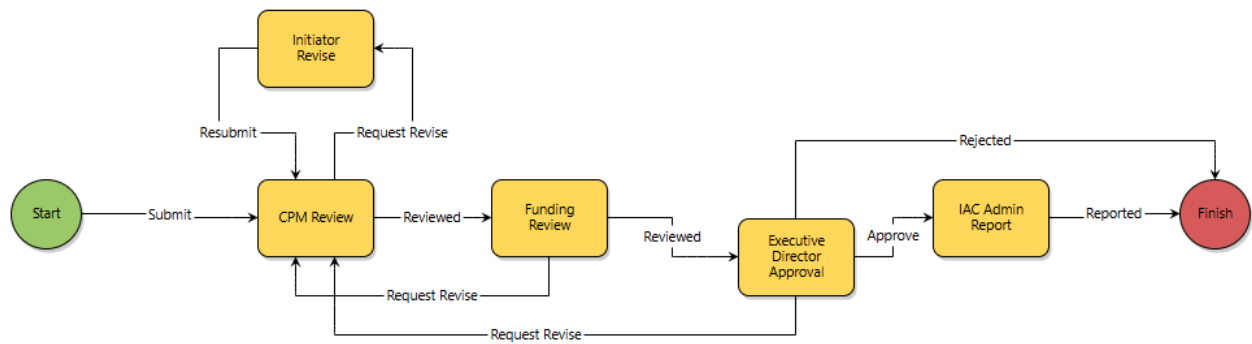 Initiator
Revise
Resubmit
Request Revise
Rejected
Start
Submit
CPM Review
Reviewed
Funding
Review
Reviewed
Executive
Director
Approval
Approve
IAC Admin
Report
Reported
Finish
Request Revise
Request Revise